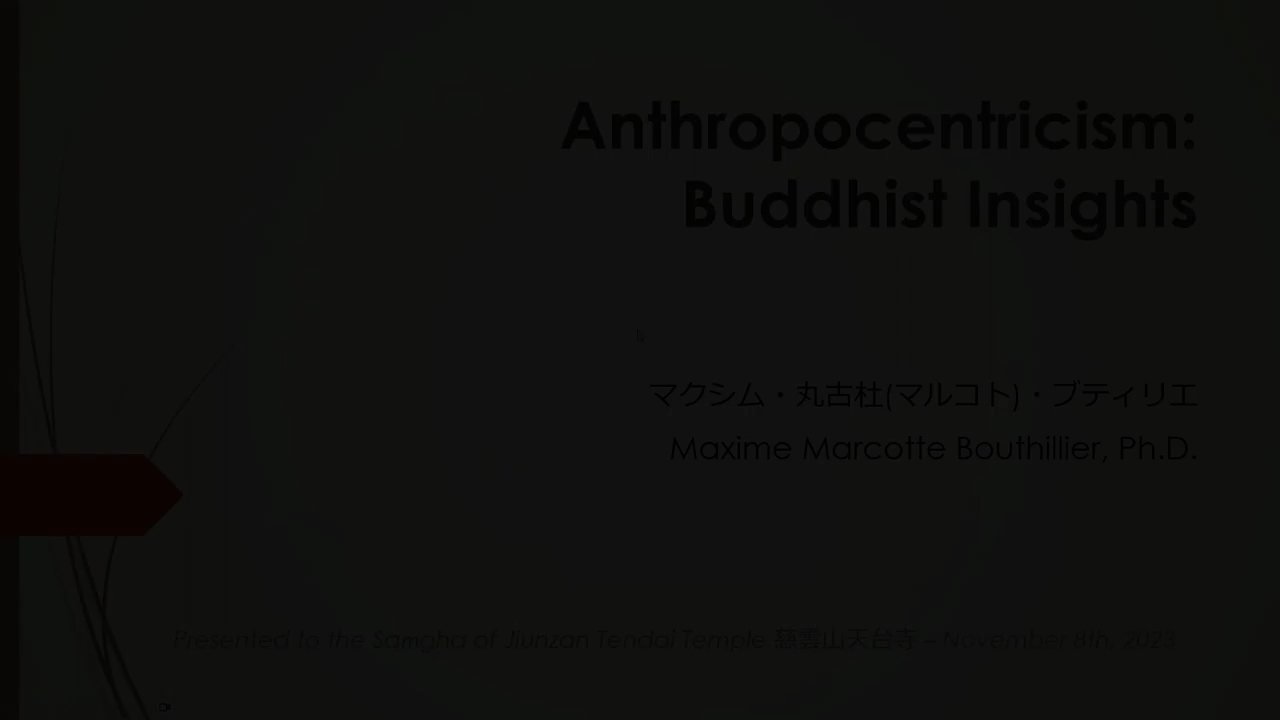 Anthropocentricism:
Buddhist Insights
マクシム・丸古杜(マルコト)・ブティリエ
Maxime Marcotte Bouthillier, Ph.D.
Presented to the Samgha of Jiunzan Tendai Temple 慈雲山天台寺 – November 8th, 2023